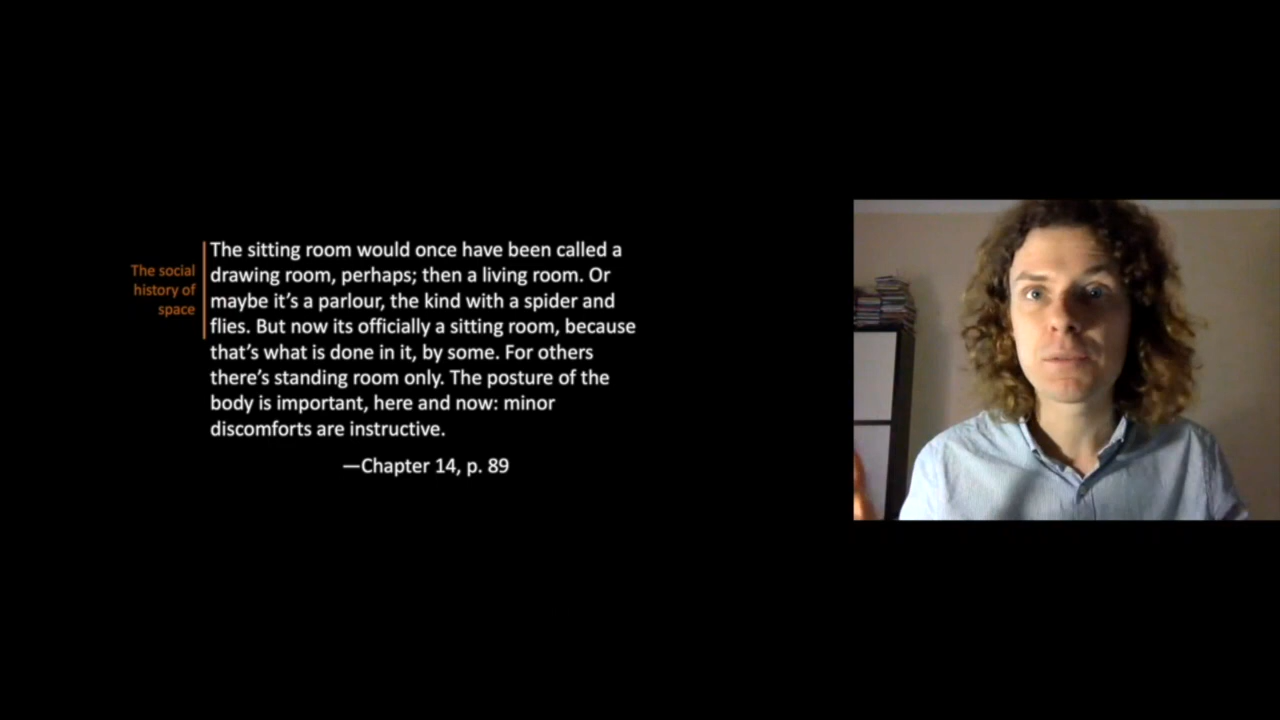 The social
history of
space
The sitting room would once have been called a
drawing room, perhaps; then a living room. Or
maybe it’s a parlour, the kind with a spider and
flies. But now its officially a sitting room, because
that’s what is done in it, by some. For others
there’s standing room only. The posture of the
body is important, here and now: minor
discomforts are instructive.
—Chapter 14, p. 89